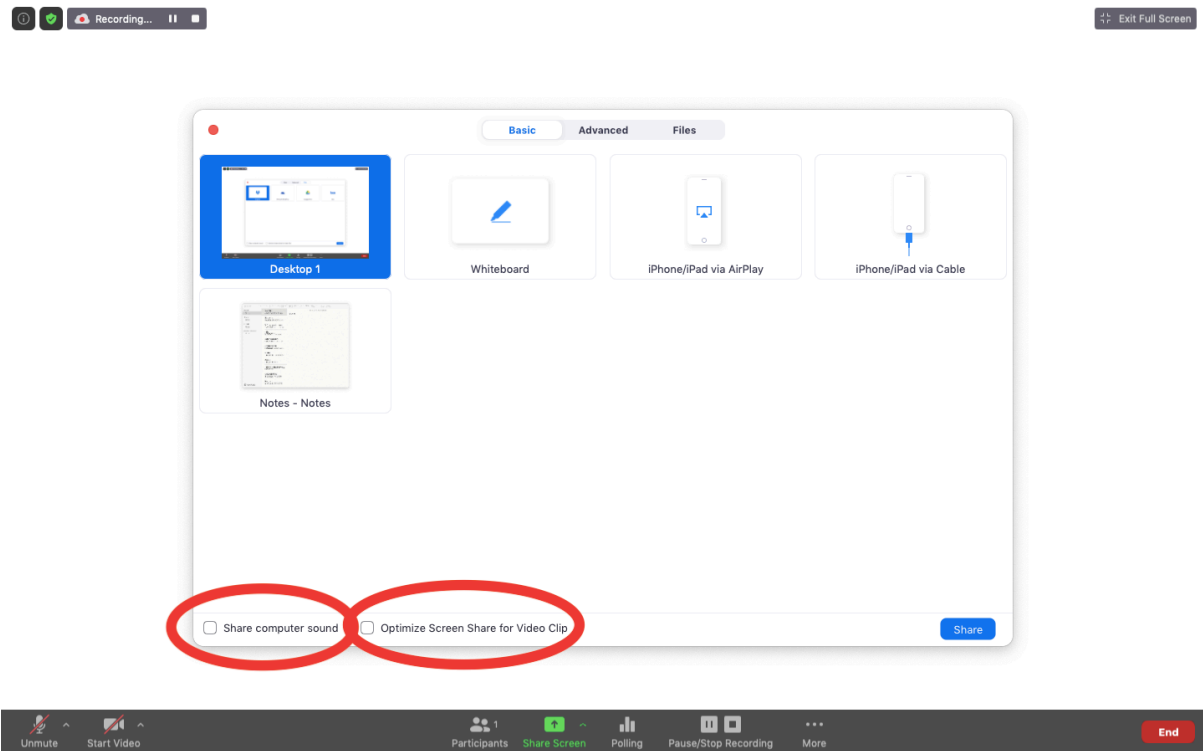 Recording...
Exit Full Screen
Basic
Advanced
Files
Desktop 1
Whiteboard
iPhone/iPad via AirPlay
iPhone/iPad via Cable
Notes - Notes
Share computer sound
Optimize Screen Share for Video Clip
Share
Unmute
Start Video
1
Participants
Share Screen
Polling
Pause/Stop Recording
More
End